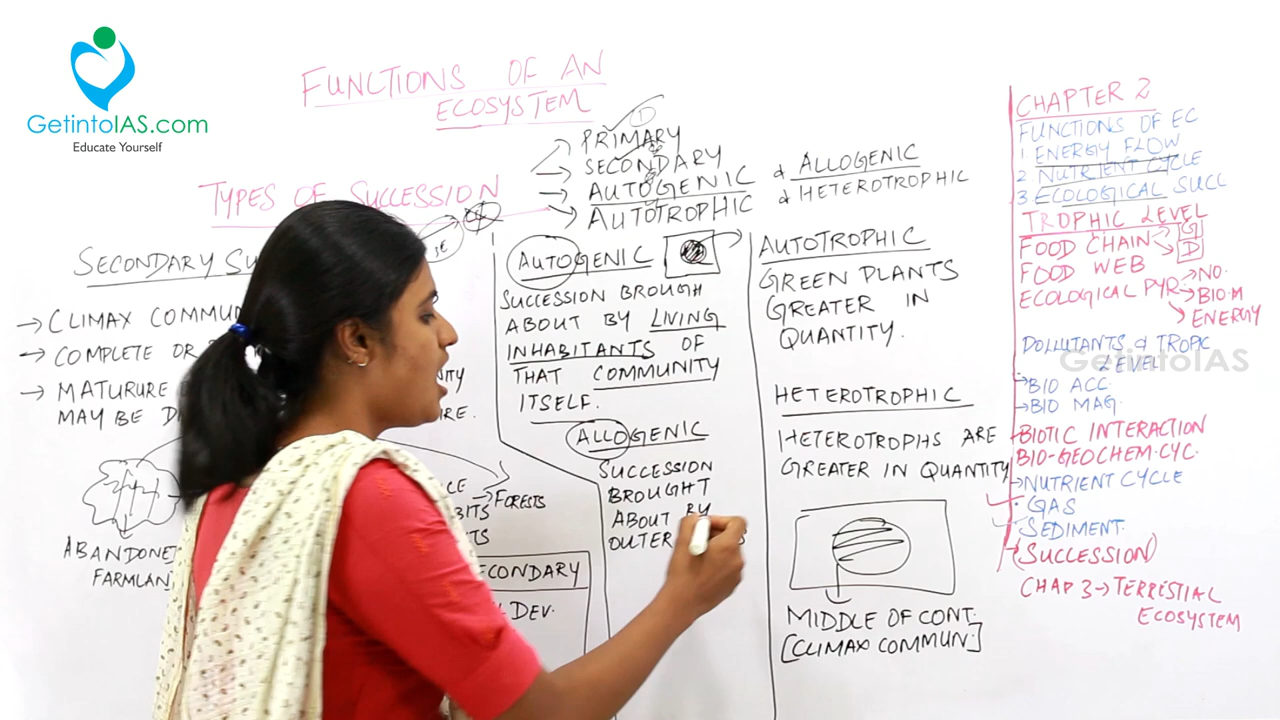 GetintoIAS.com
Educate Yourself
FUNCTIONS OF AN
ECOSYSTEM
TYPES OF SUCCESSION
→ PRIMARY
→ SECONDARY
→ AUTOGENIC & ALLOGENIC
→ AUTOTROPHIC & HETEROTROPHIC
SECONDARY SU
→ CLIMAX COMMUN
→ COMPLETE OR
→ MATURURE
MAY BE D
ABANDONE
FARMLAN
→ FORESTS
ECONDARY
DEV.
AUTOGENIC
SUCCESSION BROUGH
ABOUT BY LIVING
INHABITANTS OF
THAT COMMUNITY
ITSELF.
ALLOGENIC
SUCCESSION
BROUGHT
ABOUT BY
OUTER
AUTOTROPHIC
GREEN PLANTS
GREATER IN
QUANTITY.
HETEROTROPHIC
HETEROTROPHS ARE
GREATER IN QUANTITY
MIDDLE OF CONT.
[CLIMAX COMMUN.]
CHAPTER 2
FUNCTIONS OF EC
1. ENERGY FLOW
2. NUTRIENT CYCLE
3. ECOLOGICAL SUCC
TROPHIC LEVEL
FOOD CHAIN → G
→ D
FOOD WEB
ECOLOGICAL PYR. → NO.
→ BIO.M
→ ENERGY
POLLUTANTS & TROPIC
LEVEL
GetintoIAS
→ BIO ACC.
→ BIO MAG.
→ BIOTIC INTERACTION
BIO-GEOCHEM.CYC.
→ NUTRIENT CYCLE
• GAS
• SEDIMENT.
→ (SUCCESSION)
CHAP 3 → TERRESTIAL
ECOSYSTEM